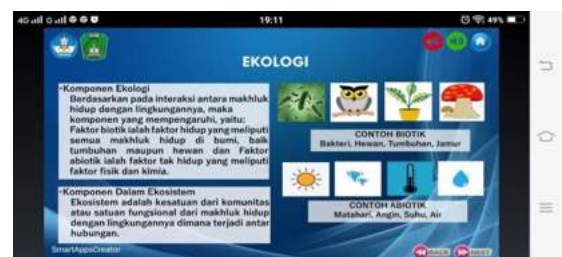 4G 19:11 49%
EKOLOGI
•Komponen Ekologi
Berdasarkan pada interaksi antara makhluk
hidup dengan lingkungannya, maka
komponen yang mempengaruhi, yaitu:
Faktor biotik ialah faktor hidup yang meliputi
semua makhluk hidup di bumi, baik
tumbuhan maupun hewan dan Faktor
abiotik ialah faktor tak hidup yang meliputi
faktor fisik dan kimia.
•Komponen Dalam Ekosistem
Ekosistem adalah kesatuan dari komunitas
atau satuan fungsional dari makhluk hidup
dengan lingkungannya dimana terjadi antar
hubungan.
CONTOH BIOTIK
Bakteri, Hewan, Tumbuhan, Jamur
CONTOH ABIOTIK
Matahari, Angin, Suhu, Air
SmartAppsCreator
BACK NEXT